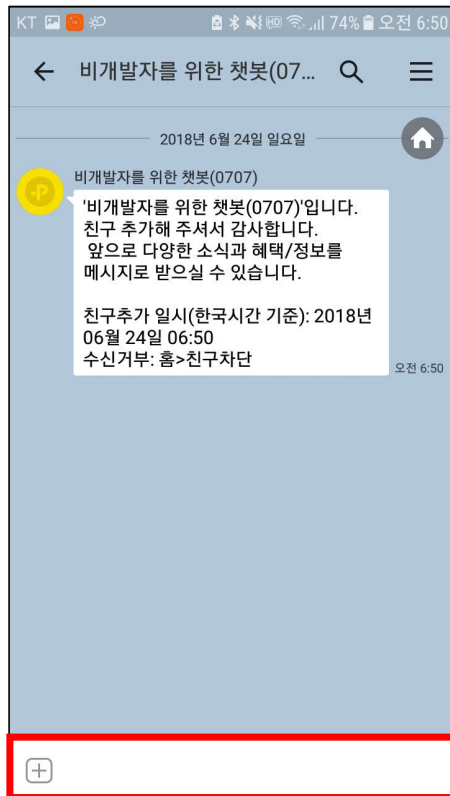 KT 74% 오전 6:50
비개발자를 위한 챗봇(07...
2018년 6월 24일 일요일
비개발자를 위한 챗봇(0707)
'비개발자를 위한 챗봇(0707)'입니다.
친구 추가해 주셔서 감사합니다.
앞으로 다양한 소식과 혜택/정보를
메시지로 받으실 수 있습니다.
친구추가 일시(한국시간 기준): 2018년
06월 24일 06:50
수신거부: 홈>친구차단
오전 6:50